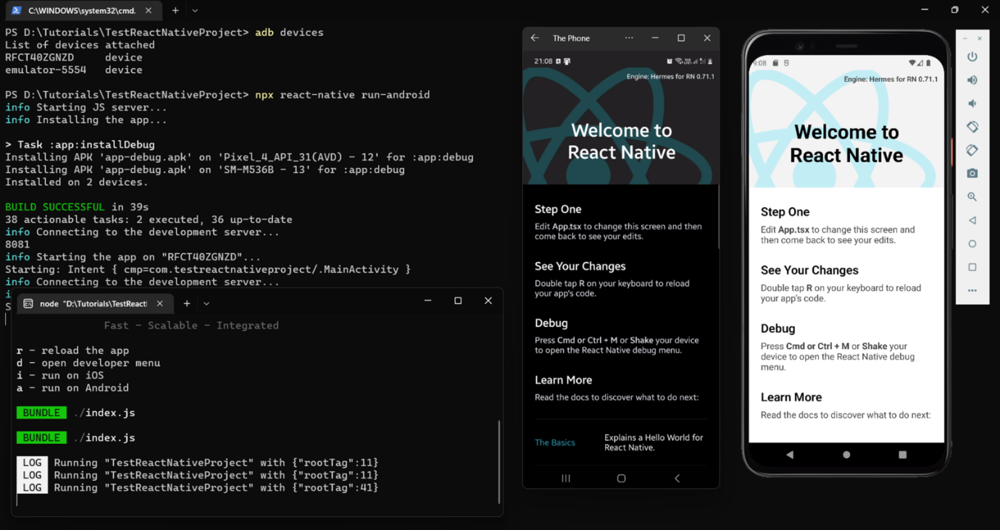 C:\WINDOWS\system32\cmd.
PS D:\Tutorials\TestReactNativeProject> adb devices
List of devices attached
RFCT40ZGNZD     device
emulator-5554   device
PS D:\Tutorials\TestReactNativeProject> npx react-native run-android
info Starting JS server...
info Installing the app...
> Task :app:installDebug
Installing APK 'app-debug.apk' on 'Pixel_4_API_31(AVD) - 12' for :app:debug
Installing APK 'app-debug.apk' on 'SM-M536B - 13' for :app:debug
Installed on 2 devices.
BUILD SUCCESSFUL in 39s
38 actionable tasks: 2 executed, 36 up-to-date
info Connecting to the development server...
8081
info Starting the app on "RFCT40ZGNZD"...
Starting: Intent { cmp=com.testreactnativeproject/.MainActivity }
info Connecting to the development server...
node "D:\Tutorials\TestReacti
Fast - Scalable - Integrated
r - reload the app
d - open developer menu
i - run on iOS
a - run on Android
BUNDLE ./index.js
BUNDLE ./index.js
LOG Running "TestReactNativeProject" with {"rootTag":11}
LOG Running "TestReactNativeProject" with {"rootTag":11}
LOG Running "TestReactNativeProject" with {"rootTag":41}
The Phone
21:08
Engine: Hermes for RN 0.71.1
Welcome to
React Native
Step One
Edit App.tsx to change this screen and then
come back to see your edits.
See Your Changes
Double tap R on your keyboard to reload
your app's code.
Debug
Press Cmd or Ctrl + M or Shake your device
to open the React Native debug menu.
Learn More
Read the docs to discover what to do next:
The Basics
Explains a Hello World for
React Native.
9:08
Engine: Hermes for RN 0.71.1
Welcome to
React Native
Step One
Edit App.tsx to change this screen and
then come back to see your edits.
See Your Changes
Double tap R on your keyboard to reload
your app's code.
Debug
Press Cmd or Ctrl + M or Shake your
device to open the React Native debug
menu.
Learn More
Read the docs to discover what to do next: